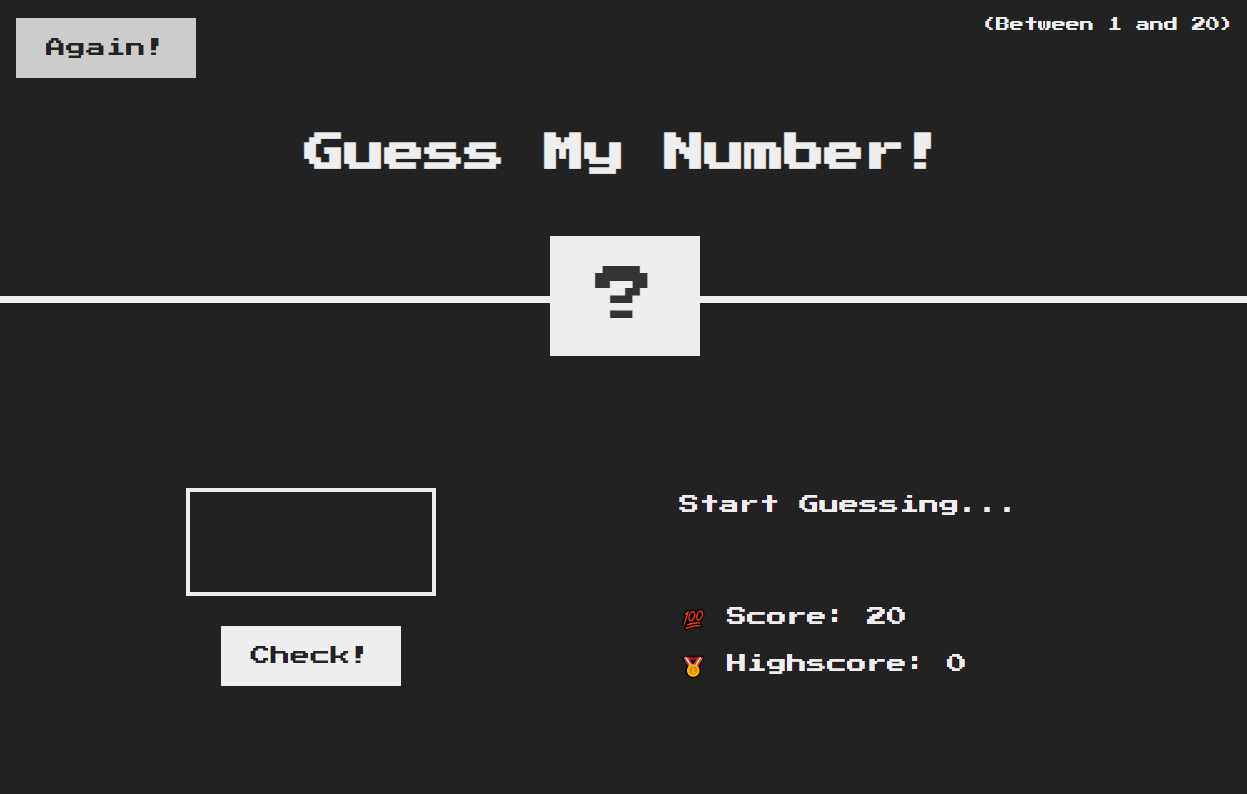 Again!
(Between 1 and 20)
Guess My Number!
?
Start Guessing...
Check!
💯 Score: 20
🥇 Highscore: 0